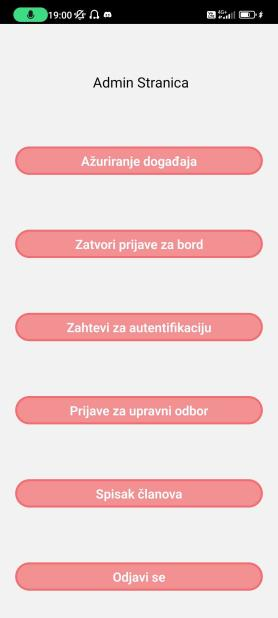 19:00
4G+
Admin Stranica
Ažuriranje događaja
Zatvori prijave za bord
Zahtevi za autentifikaciju
Prijave za upravni odbor
Spisak članova
Odjavi se